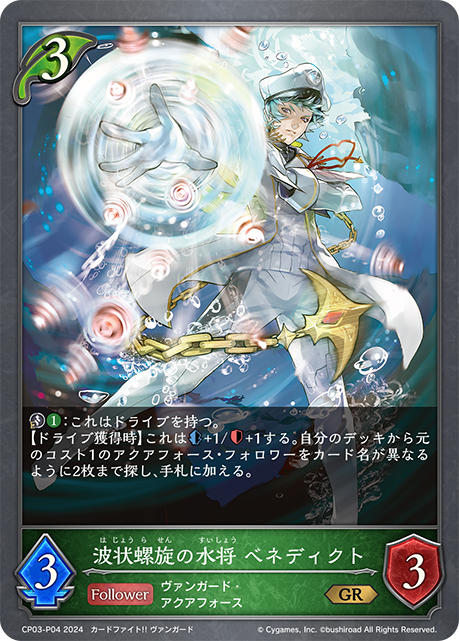 3
1：これはドライブを持つ。
【ドライブ獲得時】これは+1/+1する。自分のデッキから元
のコスト1のアクアフォース・フォロワーをカード名が異なる
ように2枚まで探し、手札に加える。
はじょうらせん すいしょう
波状螺旋の水将 ベネディクト
3
Follower
ヴァンガード・
アクアフォース
GR
3
CP03-P04 2024 カードファイト!! ヴァンガード
© Cygames, Inc. ©bushiroad All Rights Reserved.